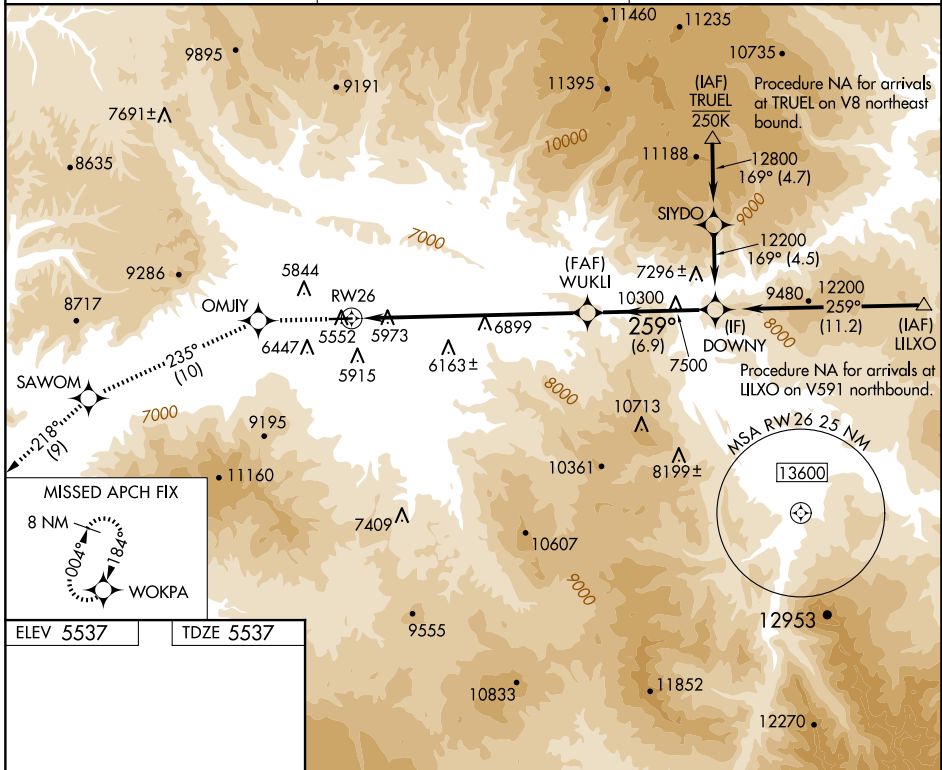 11460
11235
9895
10735
9191
11395
(IAF)
TRUEL
250K
Procedure NA for arrivals
at TRUEL on V8 northeast
bound.
7691±
10000
8635
11188
12800
169° (4.7)
SIYDO
9000
7000
12200
169° (4.5)
9286
5844
(FAF)
WUKLI
7296±
OMJIY
RW26
10300
9480
12200
8717
5552
5973
6899
259°
(6.9)
(IF)
DOWNY
8000
259°
(11.2)
(IAF)
LILXO
6447
5915
6163±
7500
235°
(10)
Procedure NA for arrivals at
LILXO on V591 northbound.
SAWOM
8000
7000
10713
218°
(9)
9195
MSA RW 26 25 NM
10361
8199±
13600
11160
MISSED APCH FIX
8 NM
7409
10607
004°
184°
WOKPA
9000
9555
12953
ELEV 5537
TDZE 5537
10833
11852
12270